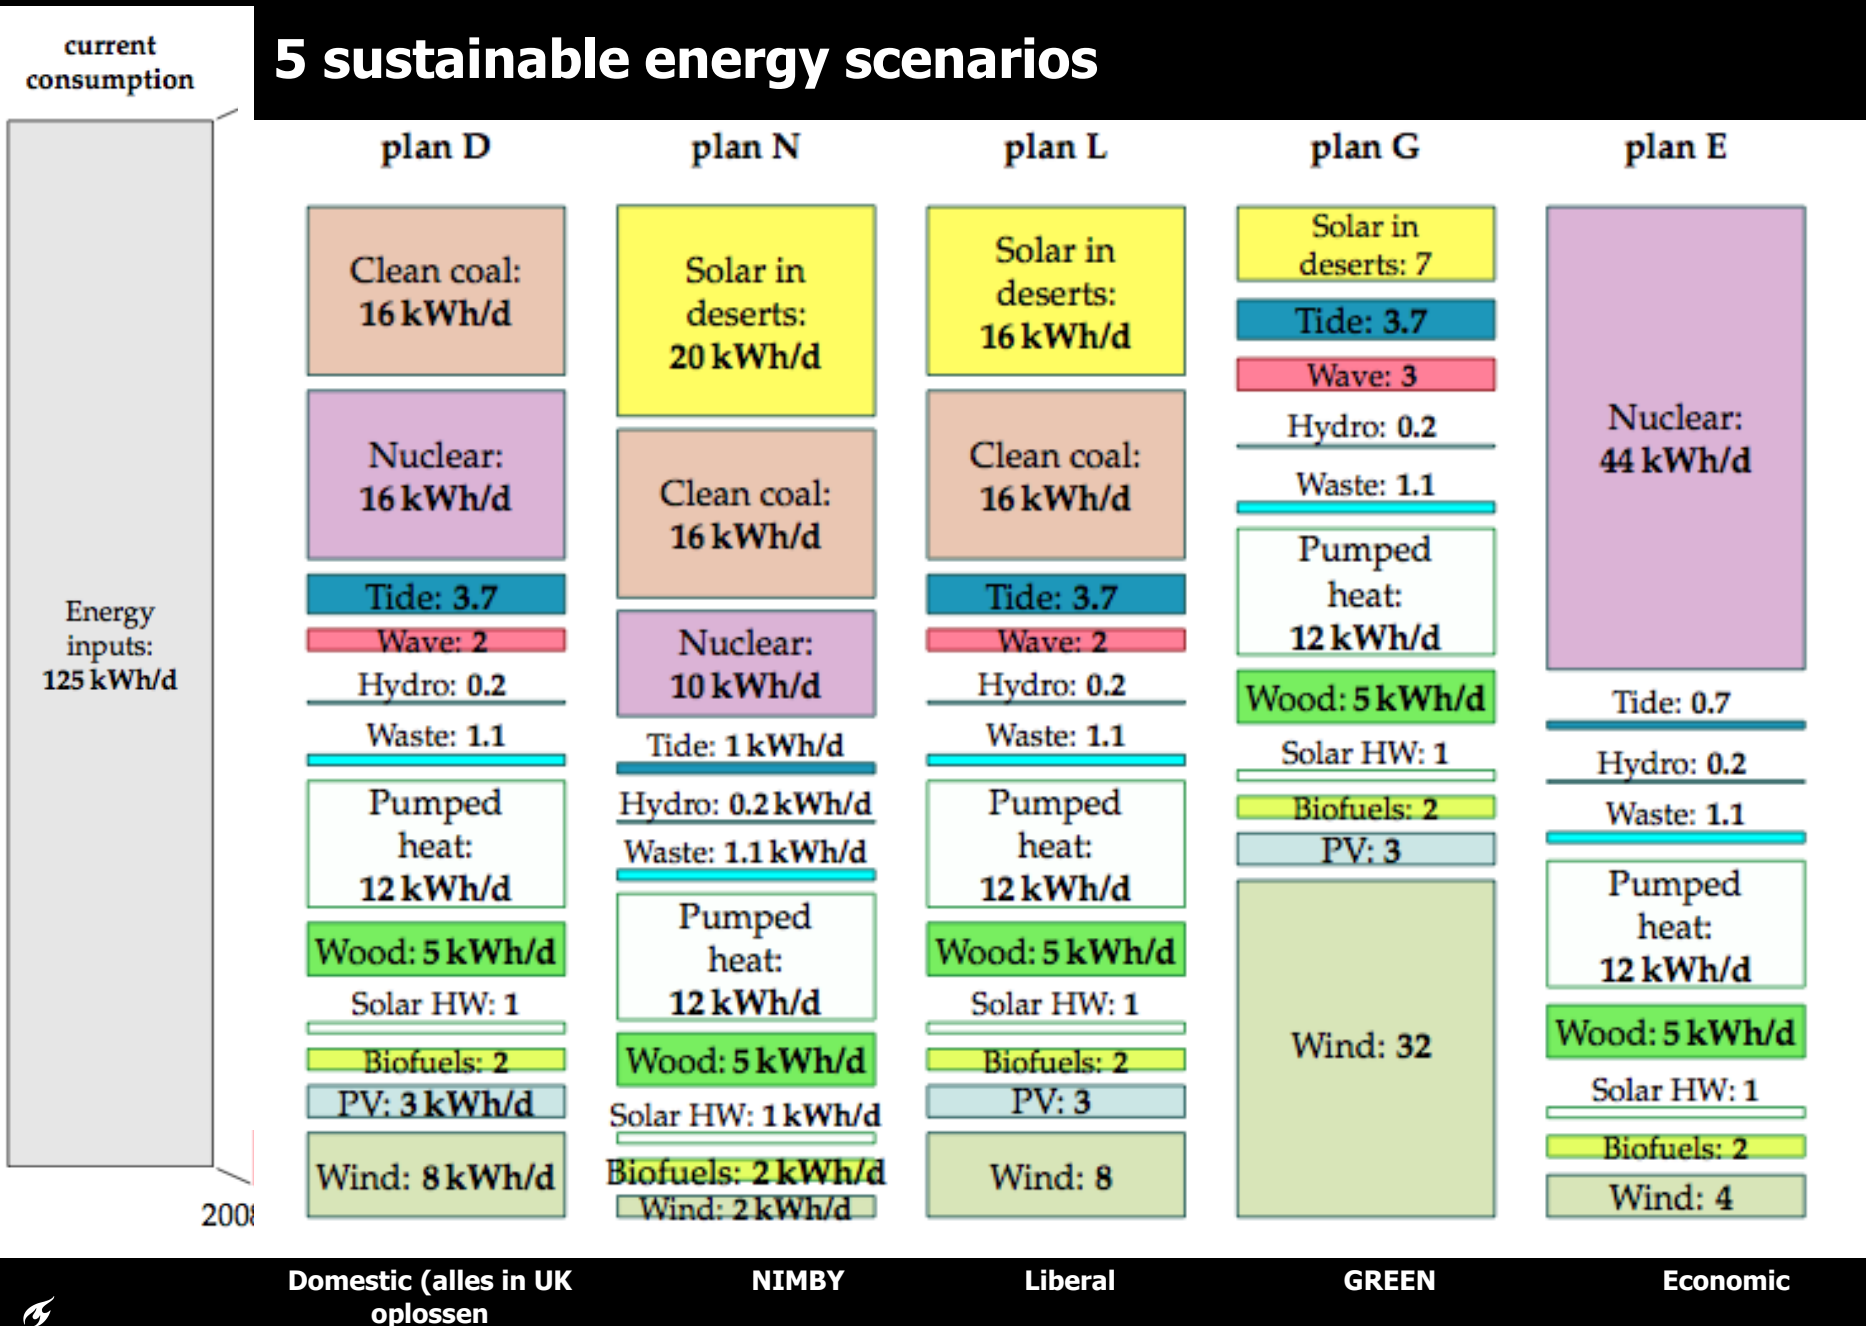 current
consumption
5 sustainable energy scenarios
Energy
inputs:
125 kWh/d
plan D
Clean coal:
16 kWh/d
Nuclear:
16 kWh/d
Tide: 3.7
Wave: 2
Hydro: 0.2
Waste: 1.1
Pumped
heat:
12 kWh/d
Wood: 5 kWh/d
Solar HW: 1
Biofuels: 2
PV: 3 kWh/d
Wind: 8 kWh/d
plan N
Solar in
deserts:
20 kWh/d
Clean coal:
16 kWh/d
Nuclear:
10 kWh/d
Tide: 1 kWh/d
Hydro: 0.2 kWh/d
Waste: 1.1 kWh/d
Pumped
heat:
12 kWh/d
Wood: 5 kWh/d
Solar HW: 1 kWh/d
Biofuels: 2 kWh/d
Wind: 2 kWh/d
plan L
Solar in
deserts:
16 kWh/d
Clean coal:
16 kWh/d
Tide: 3.7
Wave: 2
Hydro: 0.2
Waste: 1.1
Pumped
heat:
12 kWh/d
Wood: 5 kWh/d
Solar HW: 1
Biofuels: 2
PV: 3
Wind: 8
plan G
Solar in
deserts: 7
Tide: 3.7
Wave: 3
Hydro: 0.2
Waste: 1.1
Pumped
heat:
12 kWh/d
Wood: 5 kWh/d
Solar HW: 1
Biofuels: 2
PV: 3
Wind: 32
plan E
Nuclear:
44 kWh/d
Tide: 0.7
Hydro: 0.2
Waste: 1.1
Pumped
heat:
12 kWh/d
Wood: 5 kWh/d
Solar HW: 1
Biofuels: 2
Wind: 4
2008
Domestic (alles in UK
oplossen
NIMBY
Liberal
GREEN
Economic